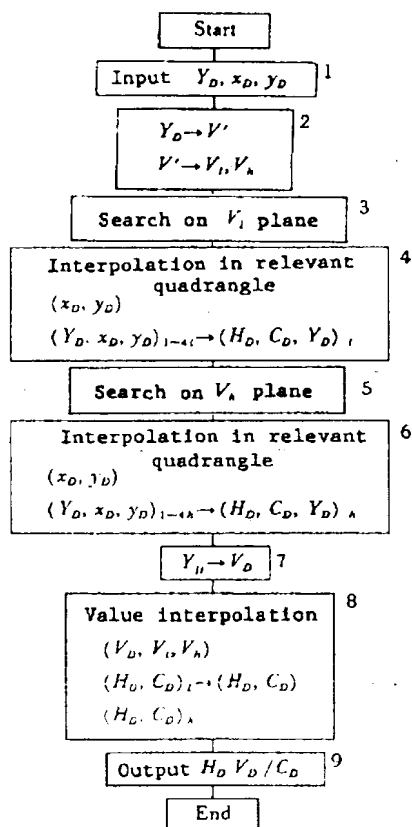 Start
1
Input Y_D, x_D, y_D
2
Y_D → V'
V' → V_l, V_h
3
Search on V_l plane
4
Interpolation in relevant
quadrangle
(x_D, y_D)
(Y_D. x_D, y_D)_{1-4l} → (H_D, C_D, Y_D)_l
5
Search on V_h plane
6
Interpolation in relevant
quadrangle
(x_D, y_D)
(Y_D, x_D, y_D)_{1-4h} → (H_D, C_D, Y_D)_h
Y_D → V_D 7
8
Value interpolation
(V_D, V_l, V_h)
(H_D, C_D)_l → (H_D, C_D)
(H_D. C_D)_h
9
Output H_D V_D / C_D
End